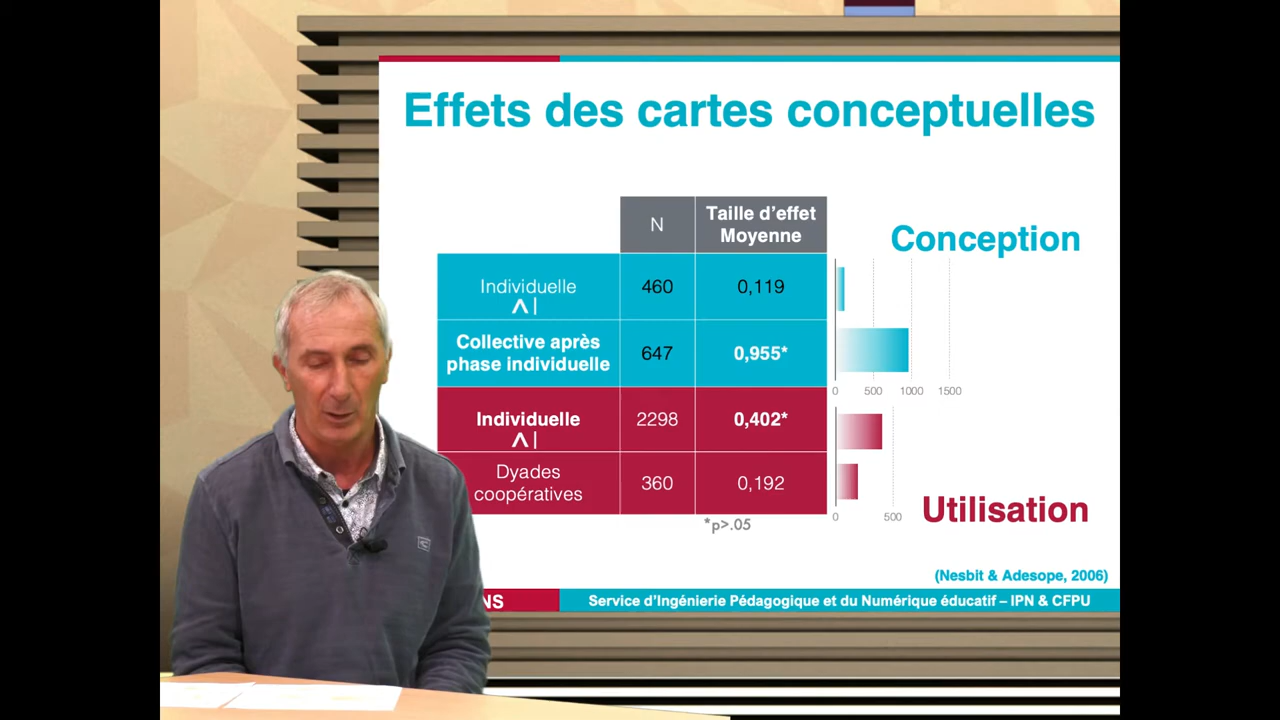 Effets des cartes conceptuelles
N
Taille d'effet
Moyenne
Conception
Individuelle
460
0,119
Collective après
phase individuelle
647
0,955*
0
500
1000
1500
Individuelle
2298
0,402*
Dyades
coopératives
360
0,192
0
500
Utilisation
*p>.05
(Nesbit & Adesope, 2006)
NS
Service d'Ingénierie Pédagogique et du Numérique éducatif – IPN & CFPU